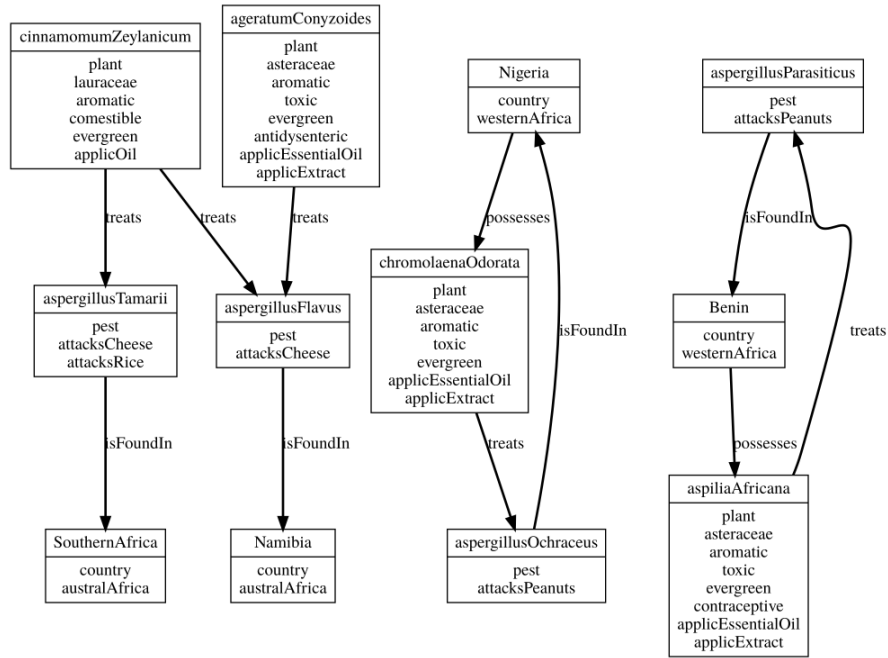 cinnamomumZeylanicum
plant
lauraceae
aromatic
comestible
evergreen
applicOil
ageratumConyzoides
plant
asteraceae
aromatic
toxic
evergreen
antidysenteric
applicEssentialOil
applicExtract
Nigeria
country
westernAfrica
aspergillusParasiticus
pest
attacksPeanuts
treats
treats
treats
possesses
isFoundIn
chromolaenaOdorata
plant
asteraceae
aromatic
toxic
evergreen
applicEssentialOil
applicExtract
aspergillusTamarii
pest
attacksCheese
attacksRice
aspergillusFlavus
pest
attacksCheese
isFoundIn
Benin
country
westernAfrica
treats
isFoundIn
isFoundIn
treats
possesses
SouthernAfrica
country
australAfrica
Namibia
country
australAfrica
aspergillusOchraceus
pest
attacksPeanuts
aspiliaAfricana
plant
asteraceae
aromatic
toxic
evergreen
contraceptive
applicEssentialOil
applicExtract